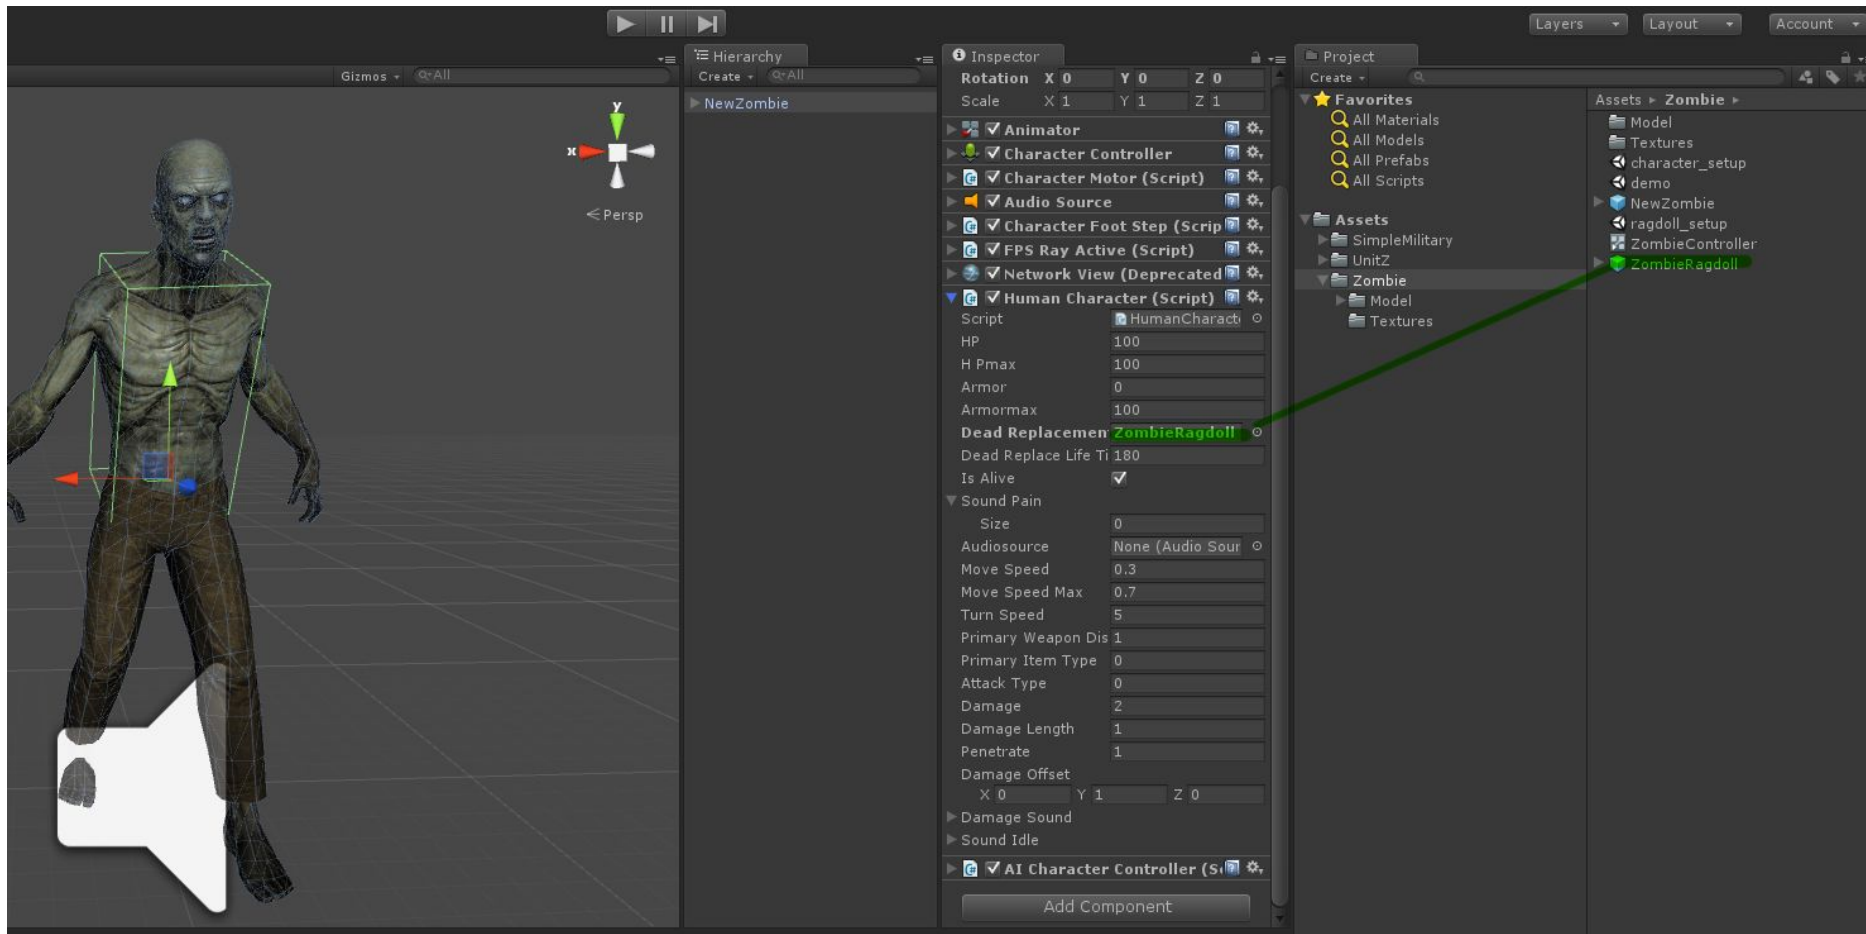 Layers
Layout
Account
Gizmos
All
y
x
Persp
Hierarchy
Create
All
NewZombie
Inspector
Rotation X 0 Y 0 Z 0
Scale X 1 Y 1 Z 1
Animator
Character Controller
Character Motor (Script)
Audio Source
Character Foot Step (Scrip
FPS Ray Active (Script)
Network View (Deprecated
Human Character (Script)
Script HumanCharact
HP 100
H Pmax 100
Armor 0
Armormax 100
Dead Replacemen ZombieRagdoll
Dead Replace Life Ti 180
Is Alive
Sound Pain
Size 0
Audiosource None (Audio Sour
Move Speed 0.3
Move Speed Max 0.7
Turn Speed 5
Primary Weapon Dis 1
Primary Item Type 0
Attack Type 0
Damage 2
Damage Length 1
Penetrate 1
Damage Offset
X 0 Y 1 Z 0
Damage Sound
Sound Idle
AI Character Controller (S
Add Component
Project
Create
Favorites
All Materials
All Models
All Prefabs
All Scripts
Assets
SimpleMilitary
UnitZ
Zombie
Model
Textures
Assets Zombie
Model
Textures
character_setup
demo
NewZombie
ragdoll_setup
ZombieController
ZombieRagdoll